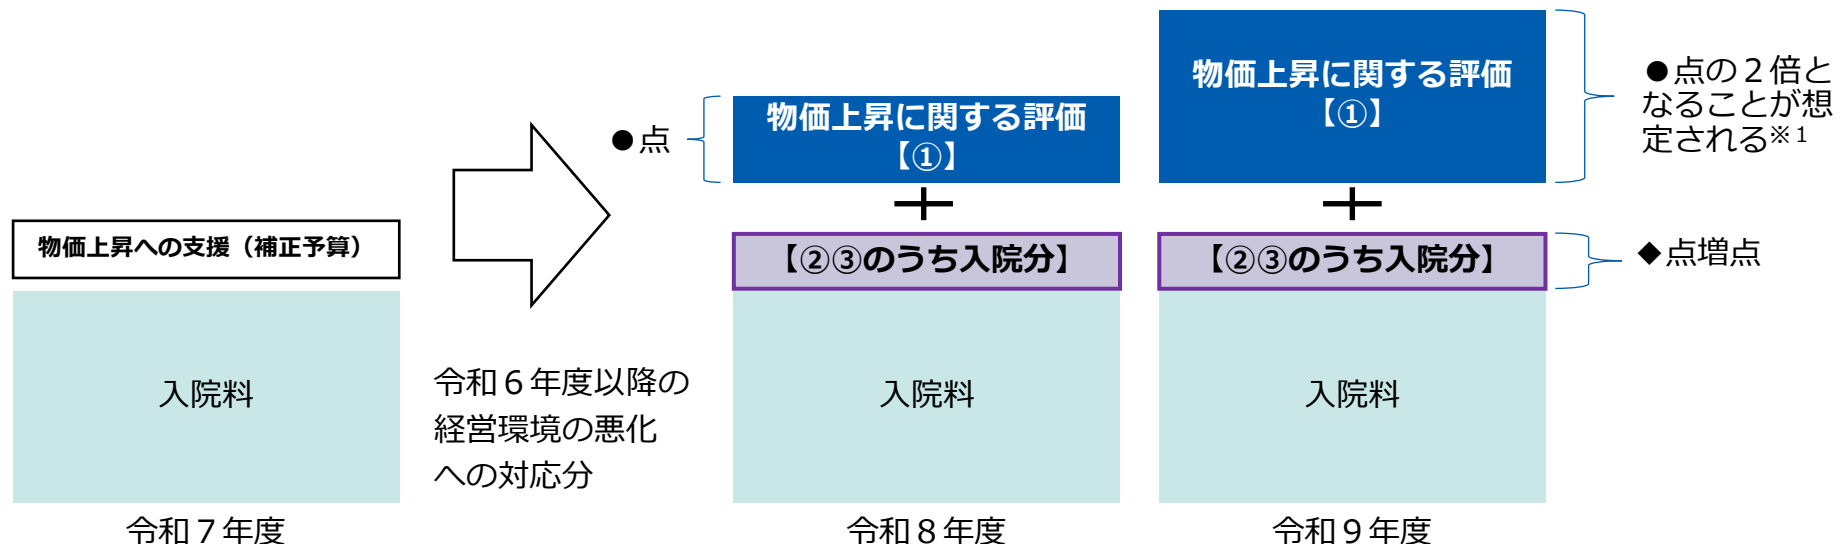 物価上昇への支援（補正予算）
入院料
令和７年度
令和６年度以降の
経営環境の悪化
への対応分
●点
物価上昇に関する評価
【①】
＋
【②③のうち入院分】
入院料
令和８年度
物価上昇に関する評価
【①】
＋
【②③のうち入院分】
入院料
令和９年度
●点の２倍と
なることが想
定される※１
◆点増点